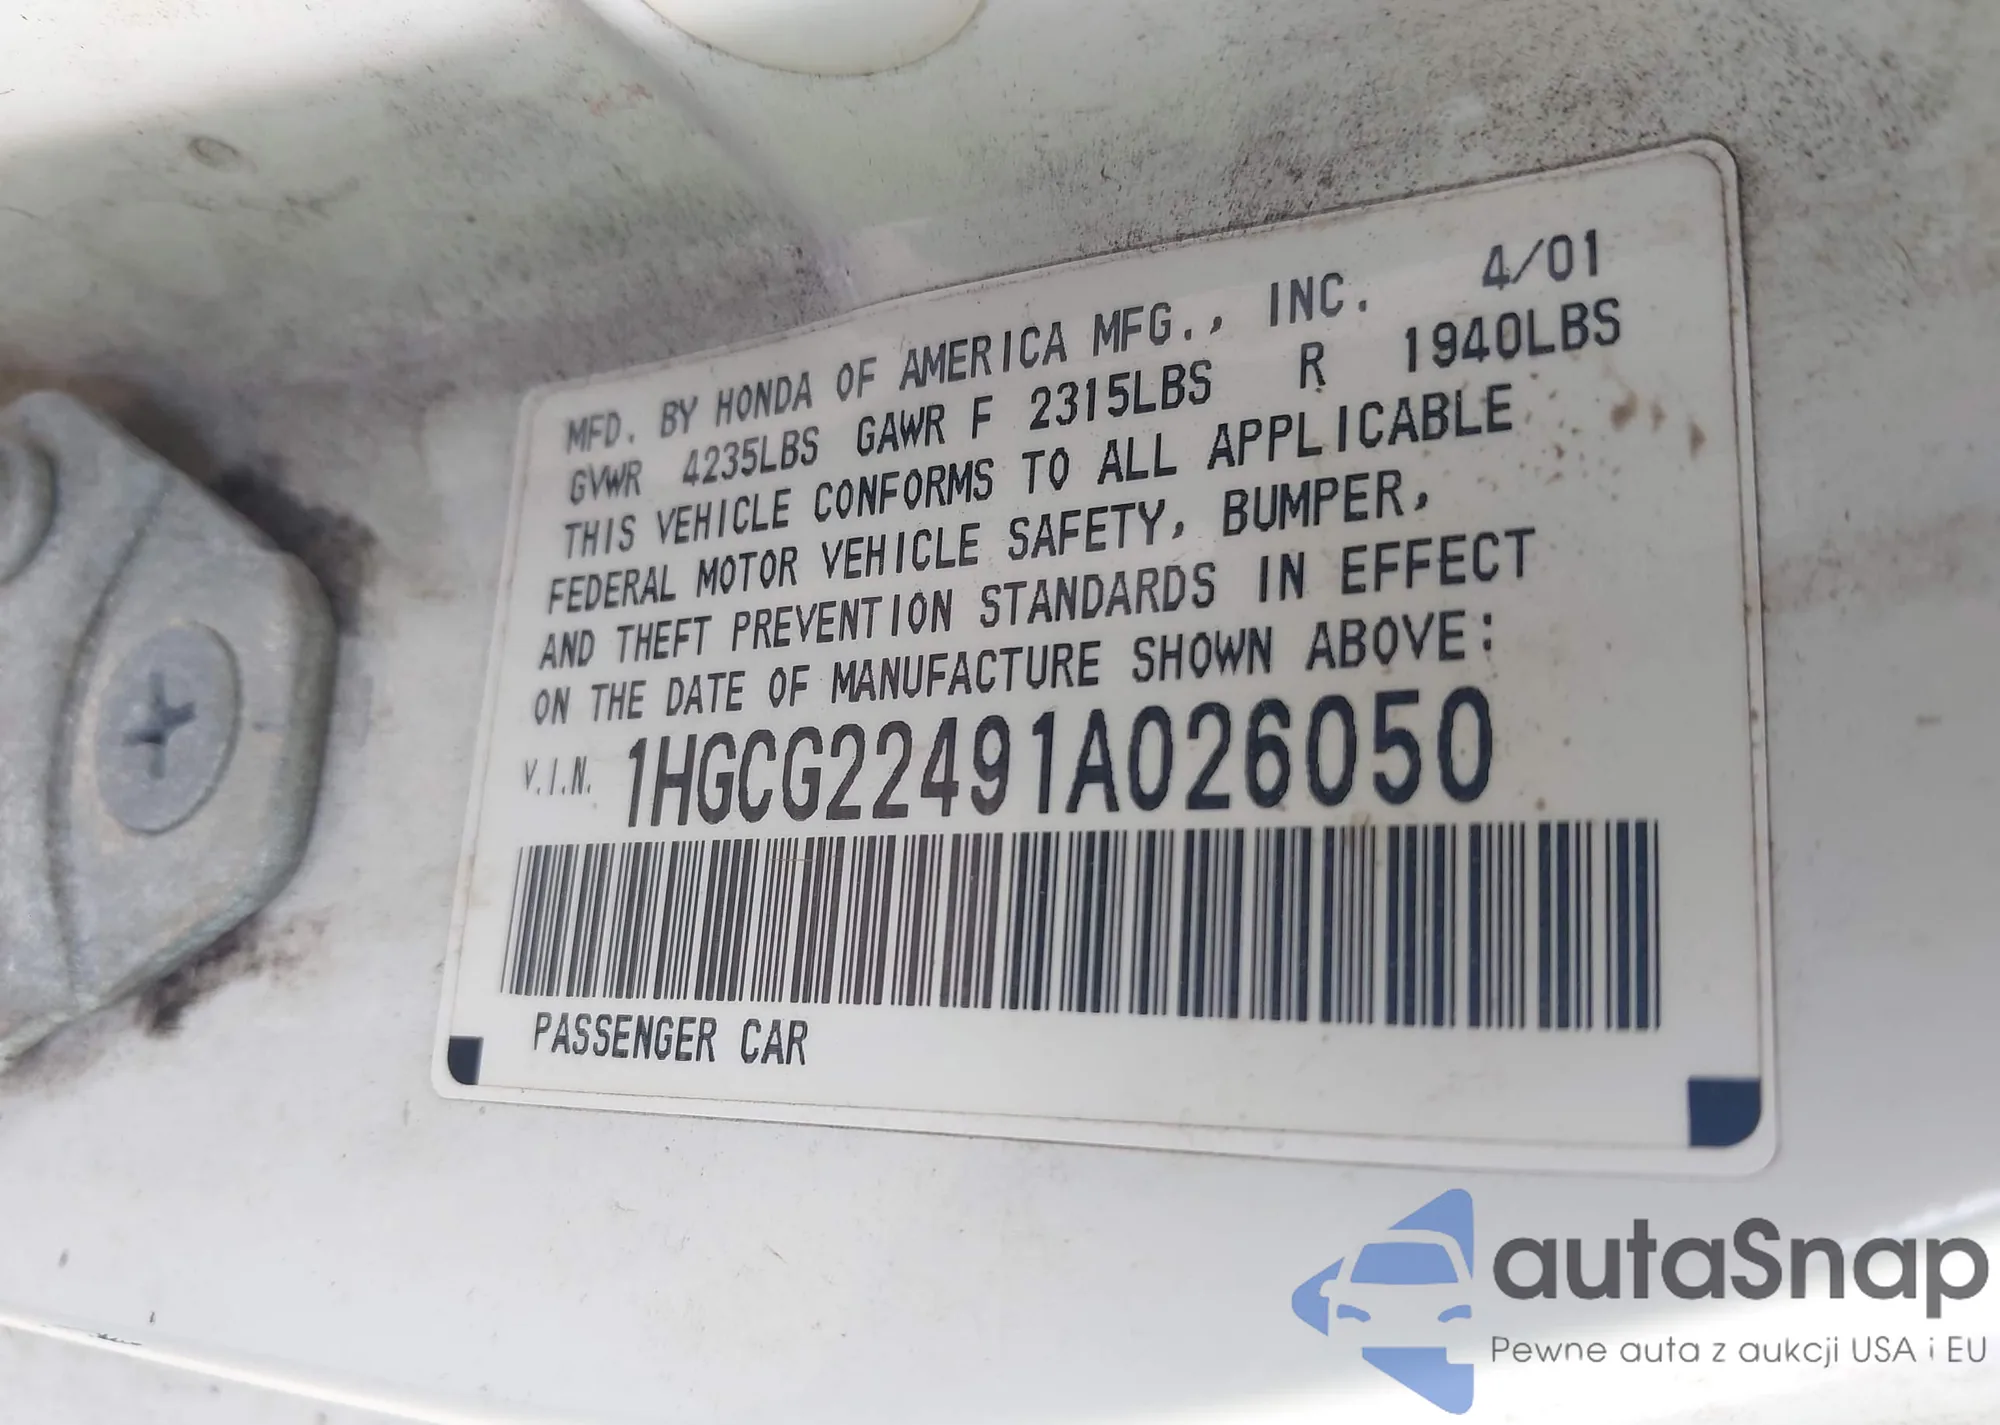 MFD. BY HONDA OF AMERICA MFG., INC. 4/01
GVWR 4235LBS GAWR F 2315LBS R 1940LBS
THIS VEHICLE CONFORMS TO ALL APPLICABLE
FEDERAL MOTOR VEHICLE SAFETY, BUMPER,
AND THEFT PREVENTION STANDARDS IN EFFECT
ON THE DATE OF MANUFACTURE SHOWN ABOVE:
V.I.N. 1HGCG22491A026050
PASSENGER CAR
autaSnap
Pewne auta z aukcji USA i EU